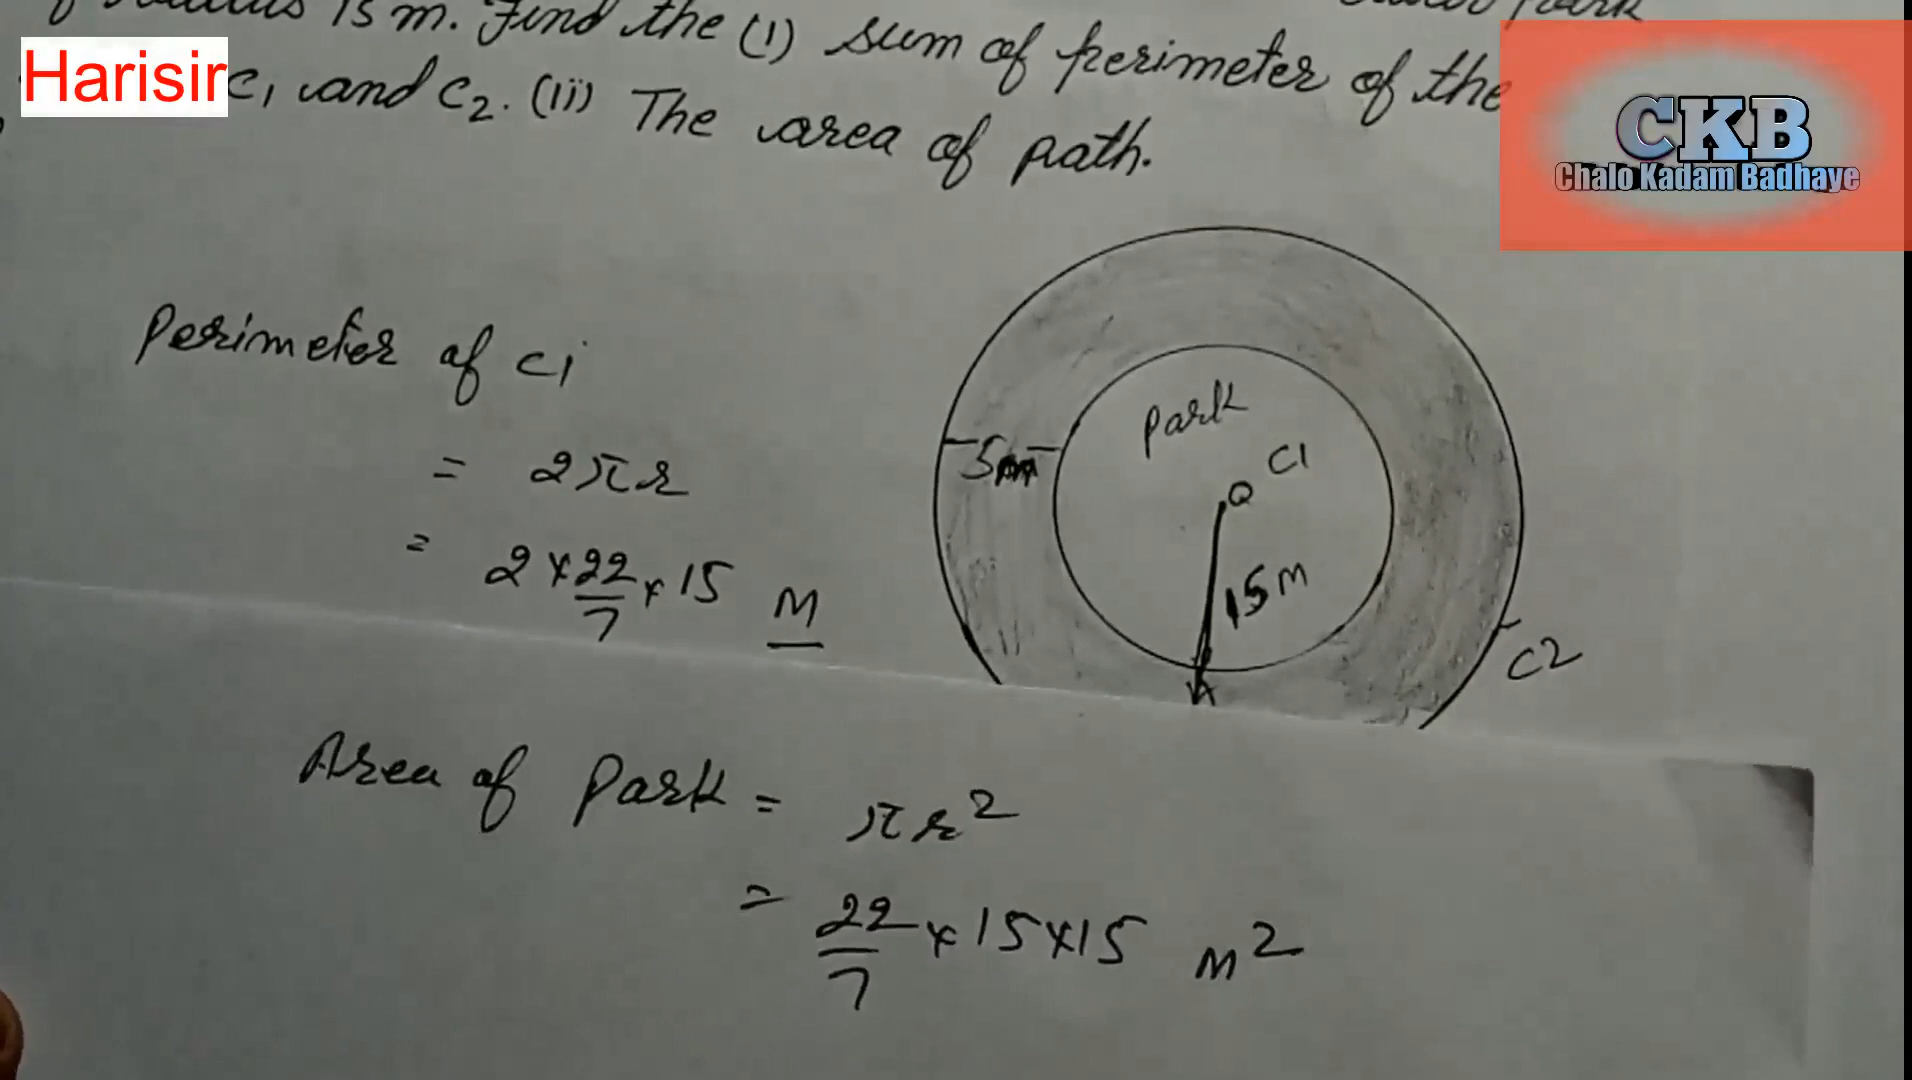 15 m. Find the (i) sum of perimeter of the
Harisir
C1 and C2. (ii) The area of path.
CKB
Chalo Kadam Badhaye
Perimeter of C1
= 2πr
= 2 × 22/7 × 15 M
Park
C1
5m
O
15M
C2
Area of Park = πr²
= 22/7 × 15 × 15 M²